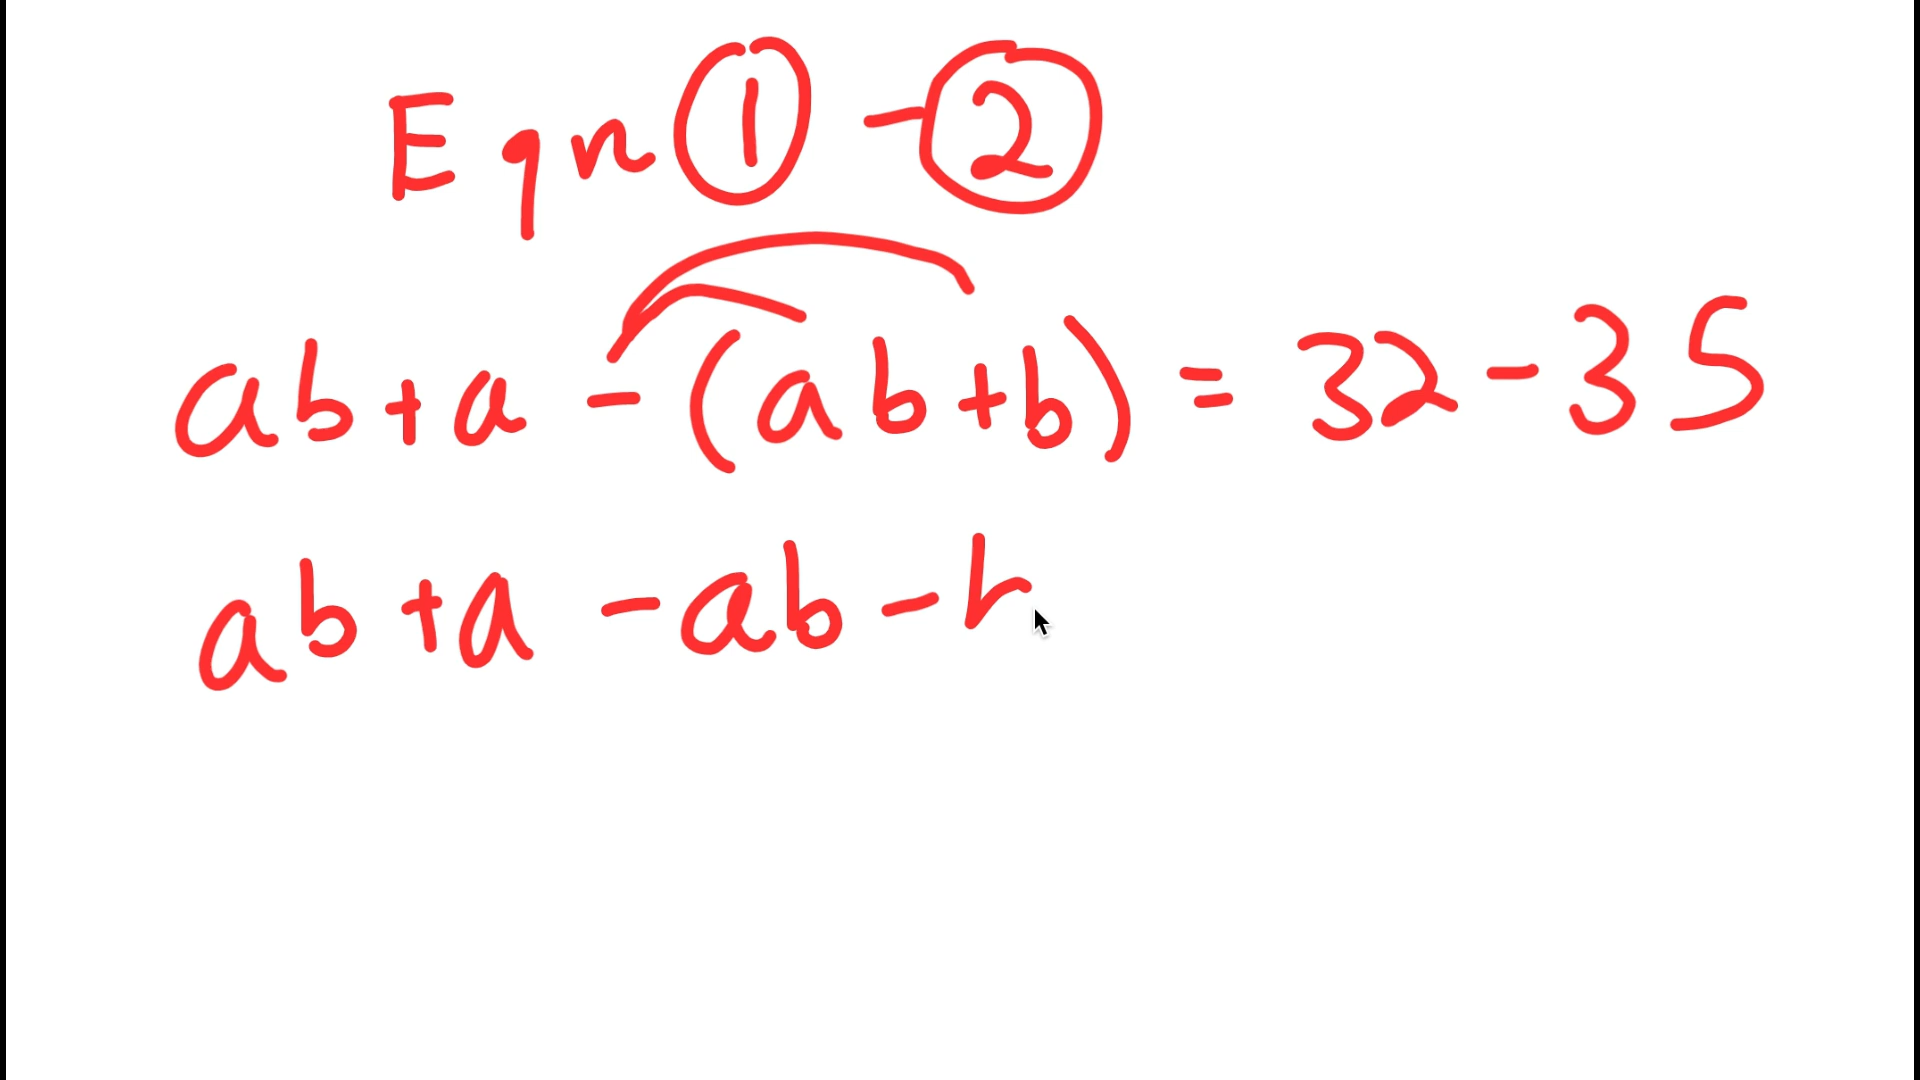 Eqn ① - ②
ab+a - (ab+b) = 32-35
ab+a - ab - b